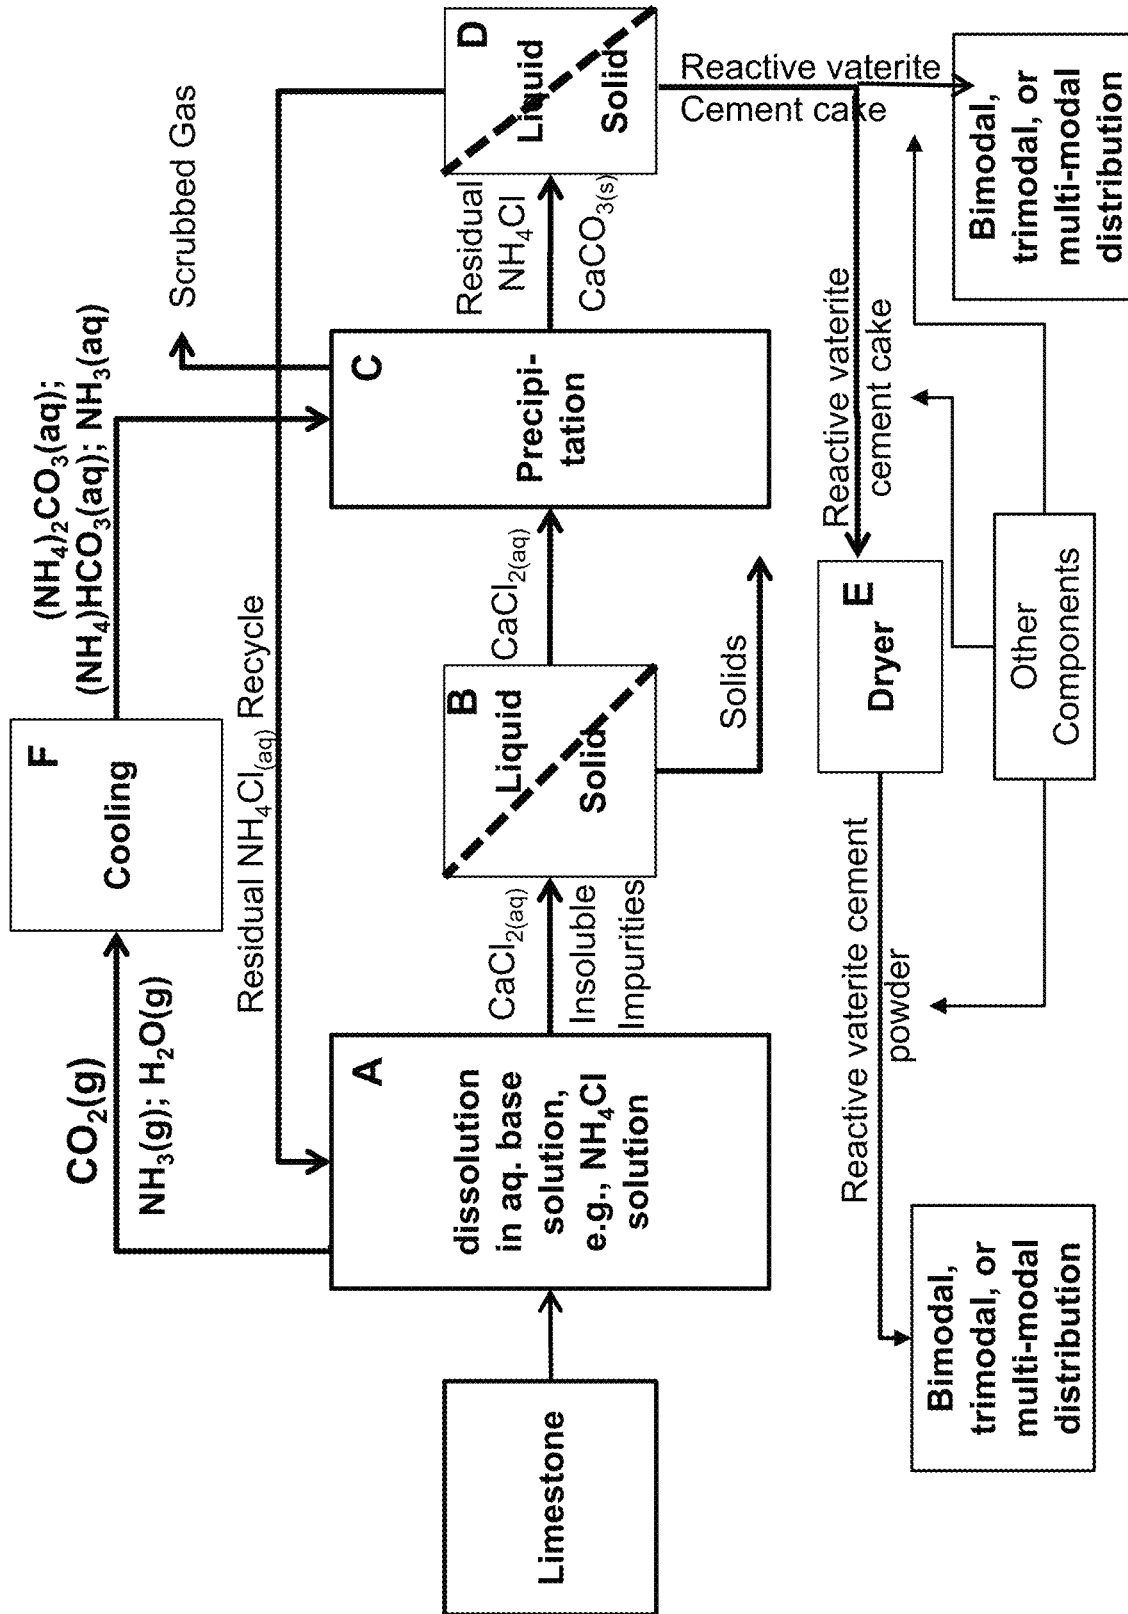 CO2(g)
NH3(g); H2O(g)
F
Cooling
(NH4)2CO3(aq);
(NH4)HCO3(aq); NH3(aq)
Scrubbed Gas
Residual NH4Cl(aq) Recycle
Limestone
A
dissolution
in aq. base
solution,
e.g., NH4Cl
solution
CaCl2(aq)
Insoluble
Impurities
B
Liquid
Solid
Solids
CaCl2(aq)
C
Precipi-
tation
Residual
NH4Cl
CaCO3(s)
D
Liquid
Solid
Reactive vaterite
Cement cake
Reactive vaterite
cement cake
E
Dryer
Reactive vaterite cement
powder
Other
Components
Bimodal,
trimodal, or
multi-modal
distribution
Bimodal,
trimodal, or
multi-modal
distribution